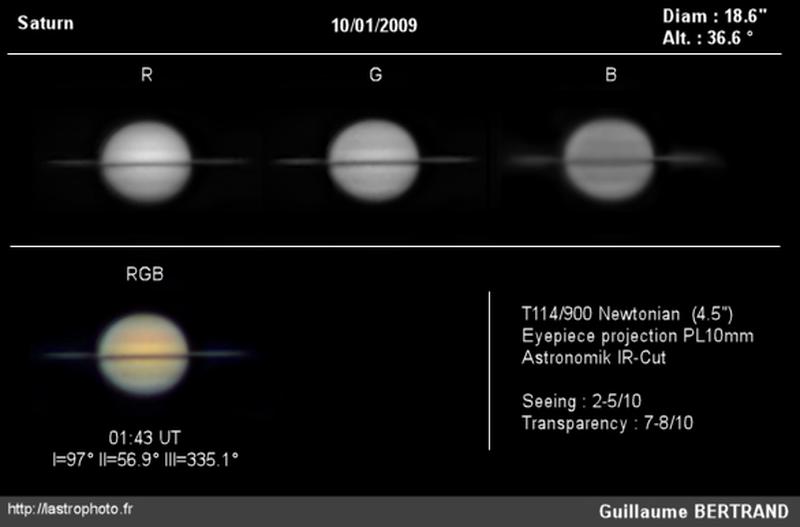 Saturn
10/01/2009
Diam : 18.6"
Alt. : 36.6 °
R
G
B
RGB
01:43 UT
I=97° II=56.9° III=335.1°
T114/900 Newtonian (4.5")
Eyepiece projection PL10mm
Astronomik IR-Cut
Seeing : 2-5/10
Transparency : 7-8/10
http://lastrophoto.fr
Guillaume BERTRAND